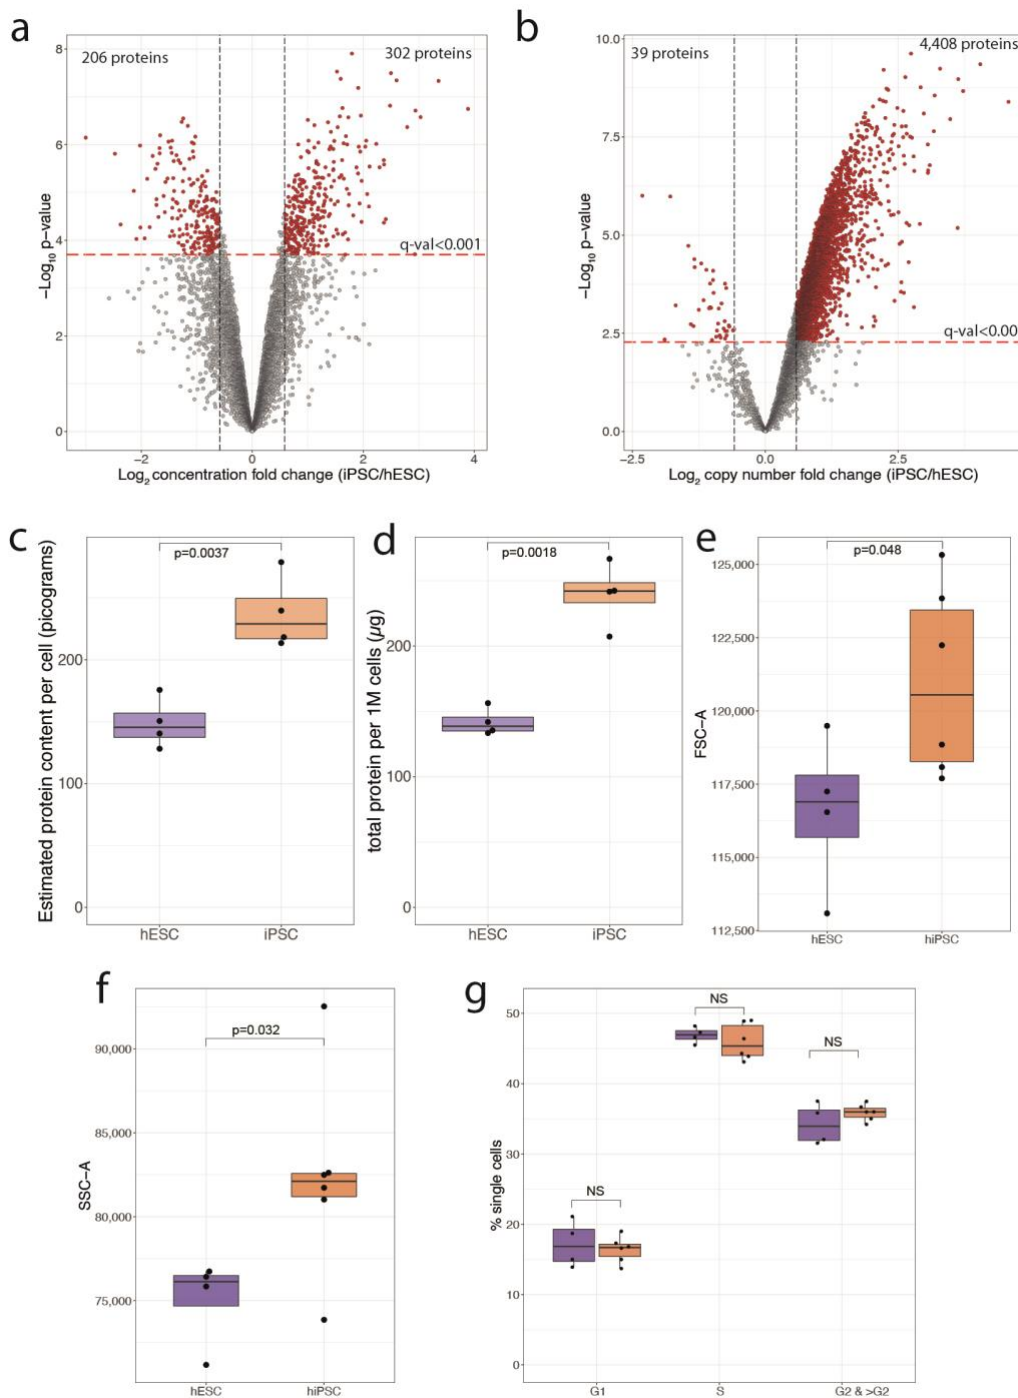 a
206 proteins
302 proteins
8
6
4
2
0
q-val<0.001
−Log10 p−value
−2
0
2
4
Log2 concentration fold change (iPSC/hESC)
b
39 proteins
4,408 proteins
10.0
7.5
5.0
2.5
0.0
q-val<0.00
−Log10 p−value
−2.5
0.0
2.5
Log2 copy number fold change (iPSC/hESC)
c
p=0.0037
200
100
0
Estimated protein content per cell (picograms)
hESC
iPSC
d
p=0.0018
200
100
0
total protein per 1M cells (µg)
hESC
iPSC
e
p=0.048
125,000
122,500
120,000
117,500
115,000
112,500
FSC−A
hESC
hiPSC
f
p=0.032
90,000
85,000
80,000
75,000
SSC−A
hESC
hiPSC
g
NS
NS
NS
50
40
30
20
10
0
% single cells
G1
S
G2 & >G2